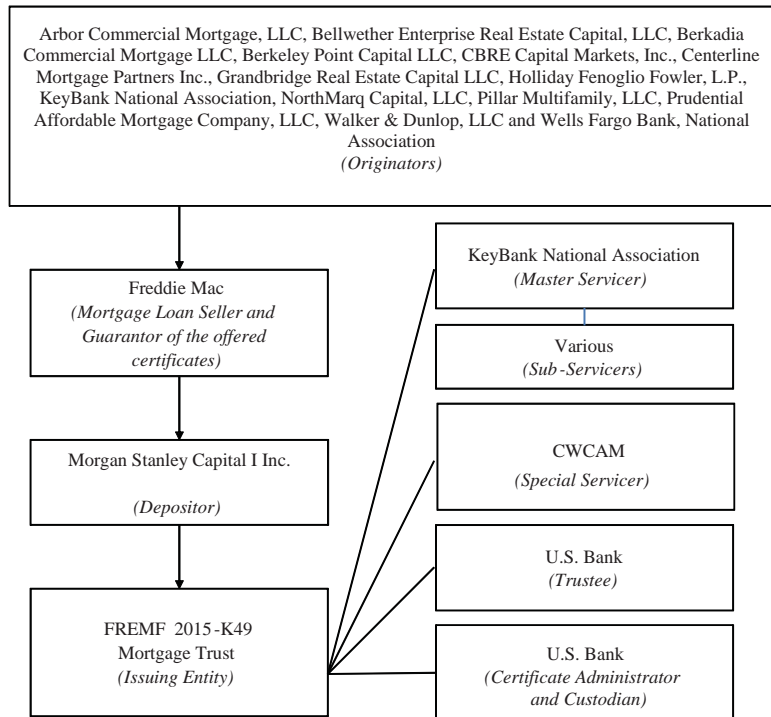 Arbor Commercial Mortgage, LLC, Bellwether Enterprise Real Estate Capital, LLC, Berkadia
Commercial Mortgage LLC, Berkeley Point Capital LLC, CBRE Capital Markets, Inc., Centerline
Mortgage Partners Inc., Grandbridge Real Estate Capital LLC, Holliday Fenoglio Fowler, L.P.,
KeyBank National Association, NorthMarq Capital, LLC, Pillar Multifamily, LLC, Prudential
Affordable Mortgage Company, LLC, Walker & Dunlop, LLC and Wells Fargo Bank, National
Association
(Originators)
Freddie Mac
(Mortgage Loan Seller and
Guarantor of the offered
certificates)
Morgan Stanley Capital I Inc.
(Depositor)
FREMF 2015-K49
Mortgage Trust
(Issuing Entity)
KeyBank National Association
(Master Servicer)
Various
(Sub-Servicers)
CWCAM
(Special Servicer)
U.S. Bank
(Trustee)
U.S. Bank
(Certificate Administrator
and Custodian)